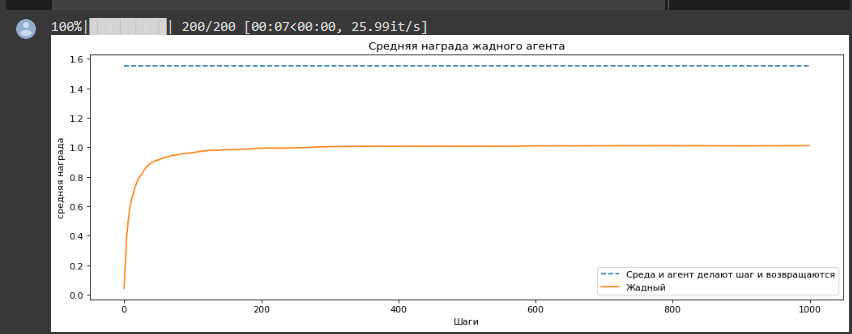 100%|██████████| 200/200 [00:07<00:00, 25.99it/s]
Средняя награда жадного агента
1.6
1.4
1.2
1.0
0.8
0.6
0.4
0.2
0.0
средняя награда
Среда и агент делают шаг и возвращаются
Жадный
0 200 400 600 800 1000
Шаги